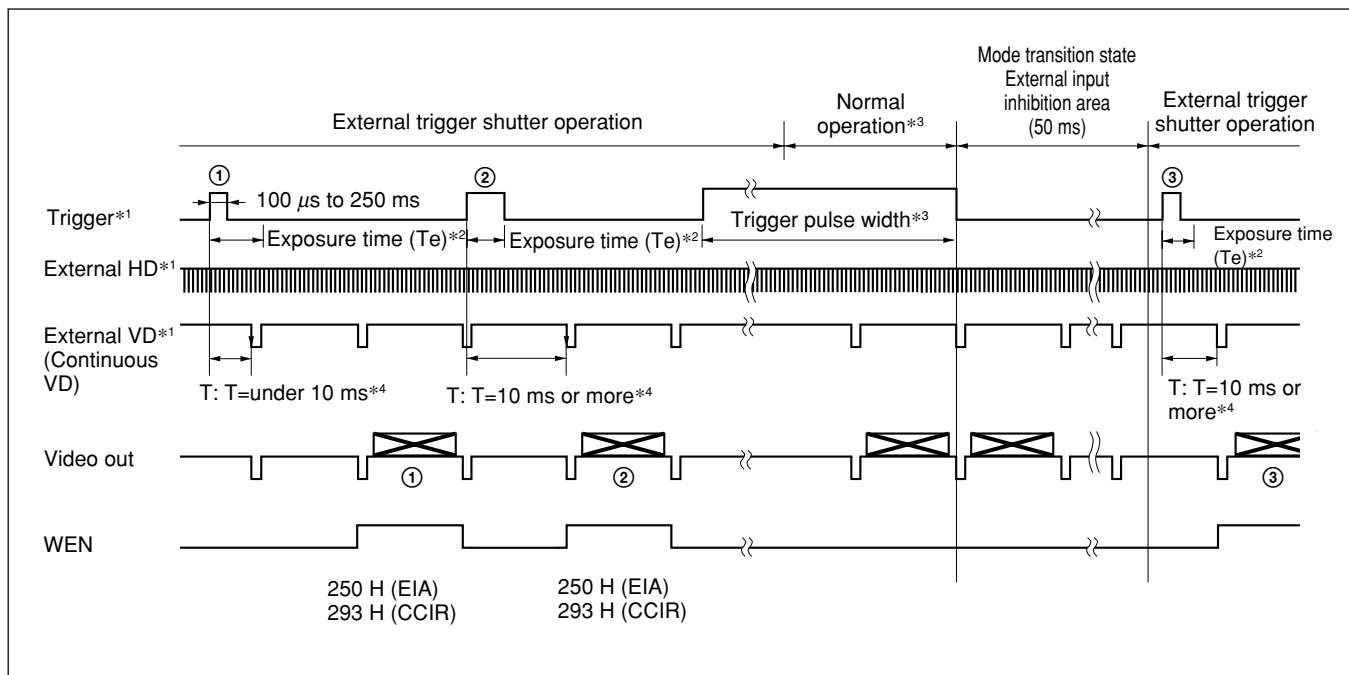 Mode transition state
External input
inhibition area
(50 ms)
External trigger shutter operation
Normal
operation*3
External trigger
shutter operation
① ② ③
Trigger*1
100 μs to 250 ms
Exposure time (Te)*2
Exposure time (Te)*2
Trigger pulse width*3
Exposure time
(Te)*2
External HD*1
External VD*1
(Continuous
VD)
T: T=under 10 ms*4
T: T=10 ms or more*4
T: T=10 ms or
more*4
Video out
① ② ③
WEN
250 H (EIA)
293 H (CCIR)
250 H (EIA)
293 H (CCIR)